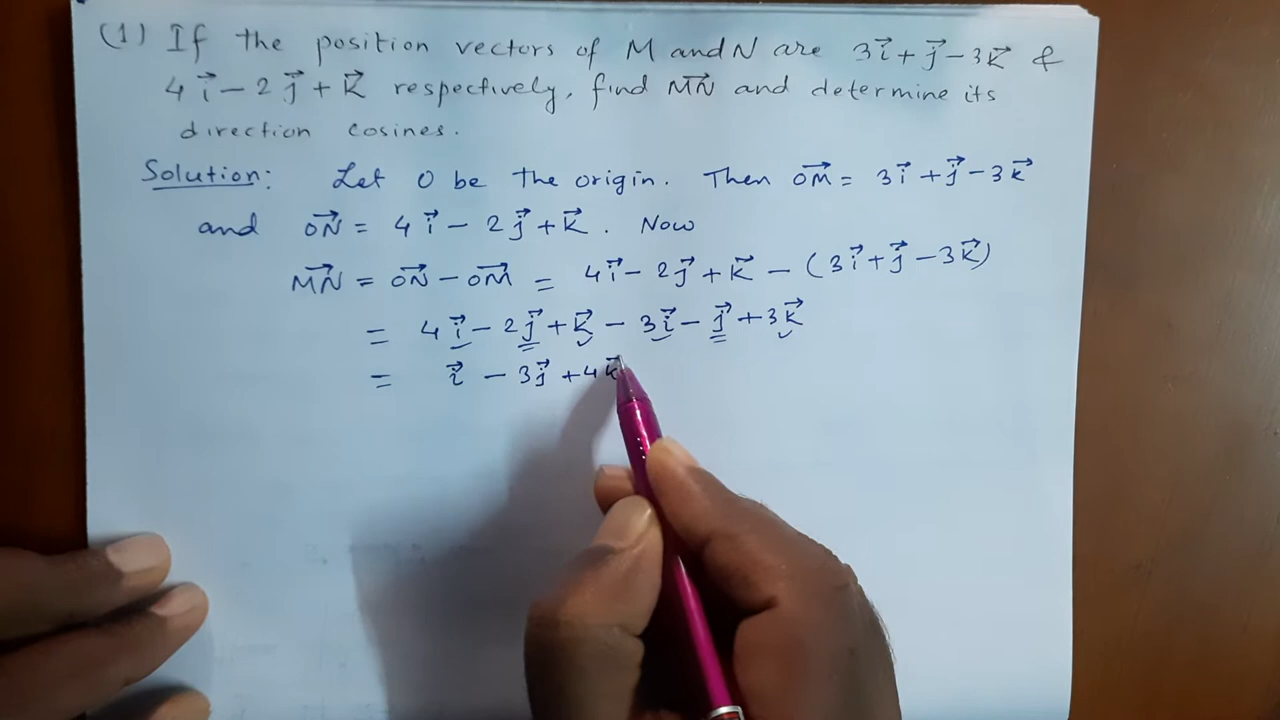 (1) If the position vectors of M and N are 3i⃗ + j⃗ - 3k⃗ &
4i⃗ - 2j⃗ + k⃗ respectively, find MN⃗ and determine its
direction cosines.
Solution: Let O be the origin. Then OM⃗ = 3i⃗ + j⃗ - 3k⃗
and ON⃗ = 4i⃗ - 2j⃗ + k⃗. Now
MN⃗ = ON⃗ - OM⃗ = 4i⃗ - 2j⃗ + k⃗ - (3i⃗ + j⃗ - 3k⃗)
= 4i⃗ - 2j⃗ + k⃗ - 3i⃗ - j⃗ + 3k⃗
= i⃗ - 3j⃗ + 4k⃗